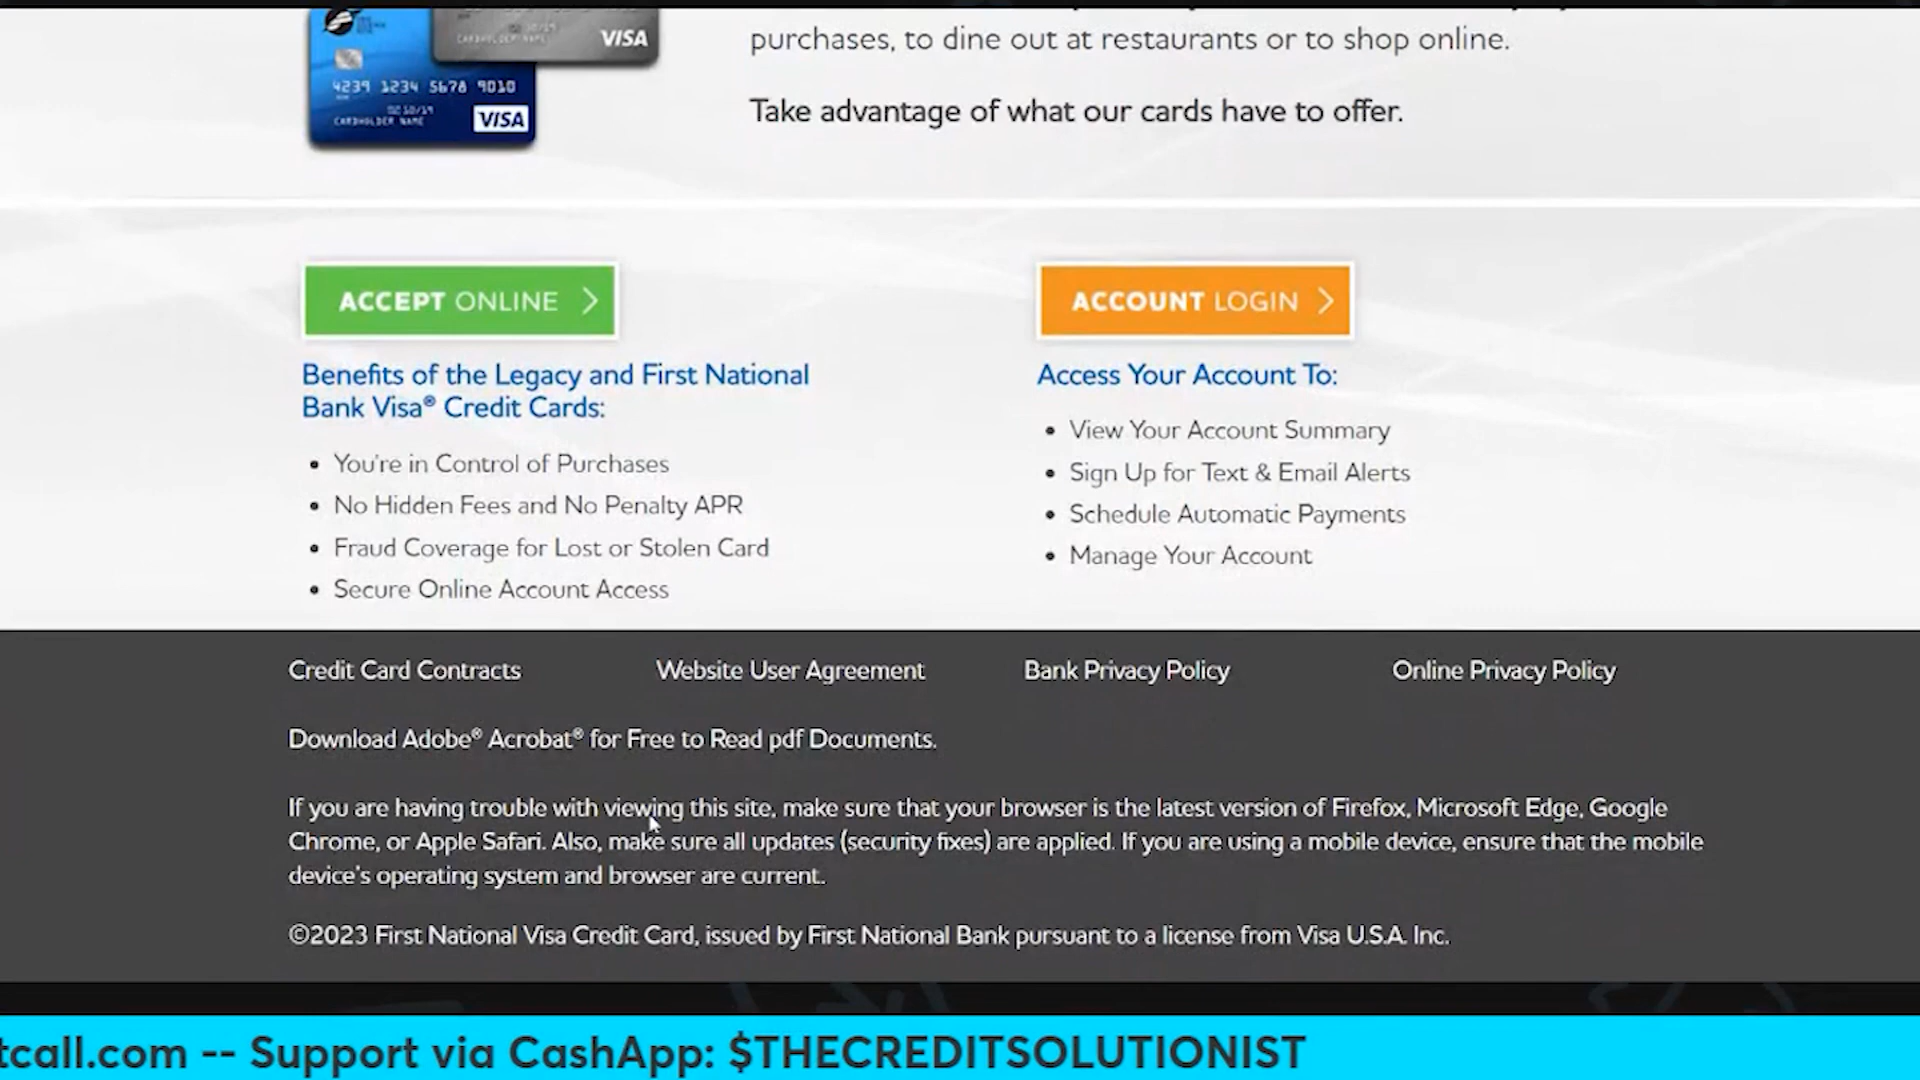 CARDHOLDER NAME VISA
4239 1234 5678 9010
CARDHOLDER NAME VISA
purchases, to dine out at restaurants or to shop online.
Take advantage of what our cards have to offer.
ACCEPT ONLINE
Benefits of the Legacy and First National
Bank Visa® Credit Cards:
• You're in Control of Purchases
• No Hidden Fees and No Penalty APR
• Fraud Coverage for Lost or Stolen Card
• Secure Online Account Access
ACCOUNT LOGIN
Access Your Account To:
• View Your Account Summary
• Sign Up for Text & Email Alerts
• Schedule Automatic Payments
• Manage Your Account
Credit Card Contracts Website User Agreement Bank Privacy Policy Online Privacy Policy
Download Adobe® Acrobat® for Free to Read pdf Documents.
If you are having trouble with viewing this site, make sure that your browser is the latest version of Firefox, Microsoft Edge, Google
Chrome, or Apple Safari. Also, make sure all updates (security fixes) are applied. If you are using a mobile device, ensure that the mobile
device's operating system and browser are current.
©2023 First National Visa Credit Card, issued by First National Bank pursuant to a license from Visa U.S.A. Inc.
tcall.com -- Support via CashApp: $THECREDITSOLUTIONIST